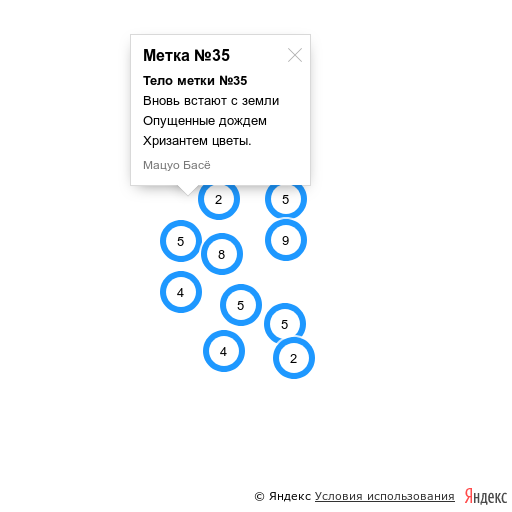 Метка №35
Тело метки №35
Вновь встают с земли
Опущенные дождем
Хризантем цветы.
Мацуо Басё
2
5
5
8
9
4
5
5
4
2
© Яндекс Условия использования Яндекс